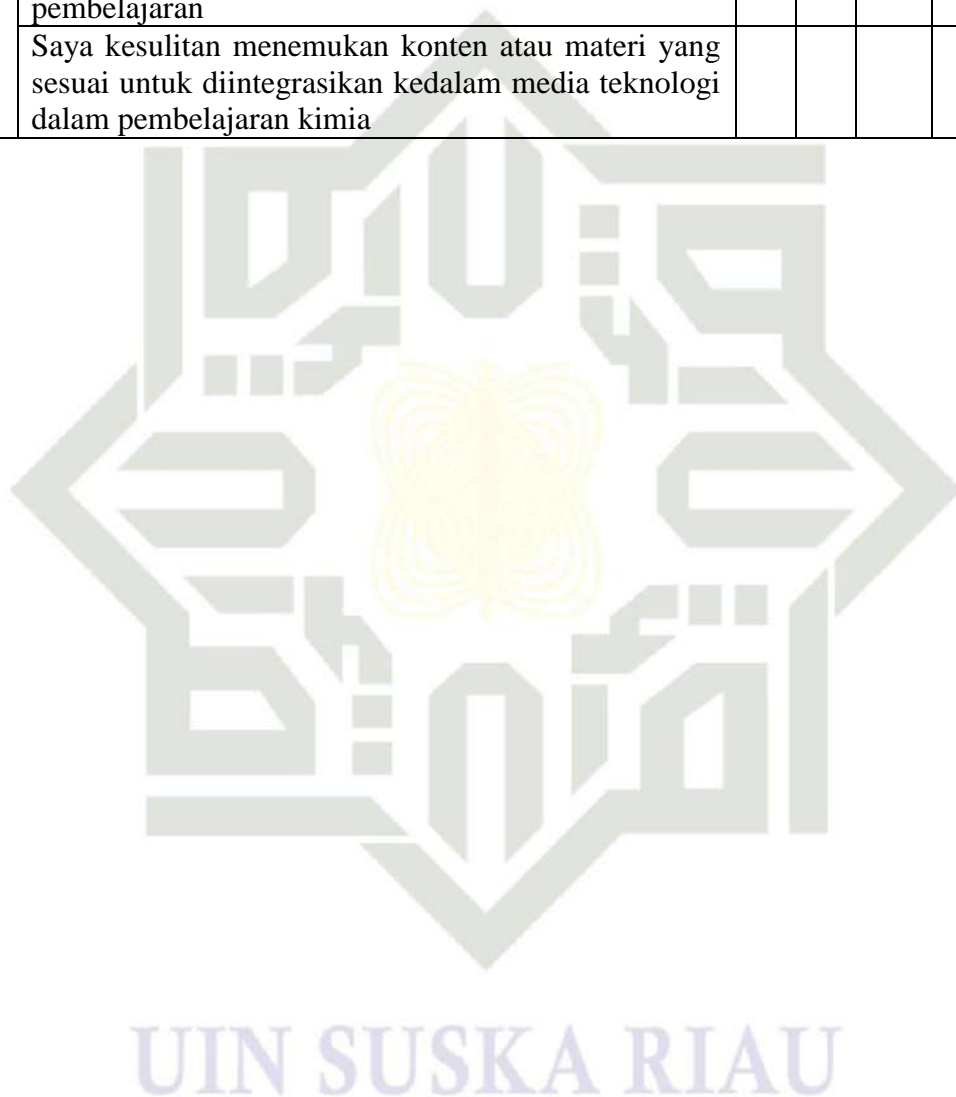 pembelajaran
Saya kesulitan menemukan konten atau materi yang
sesuai untuk diintegrasikan kedalam media teknologi
dalam pembelajaran kimia
UIN SUSKA RIAU